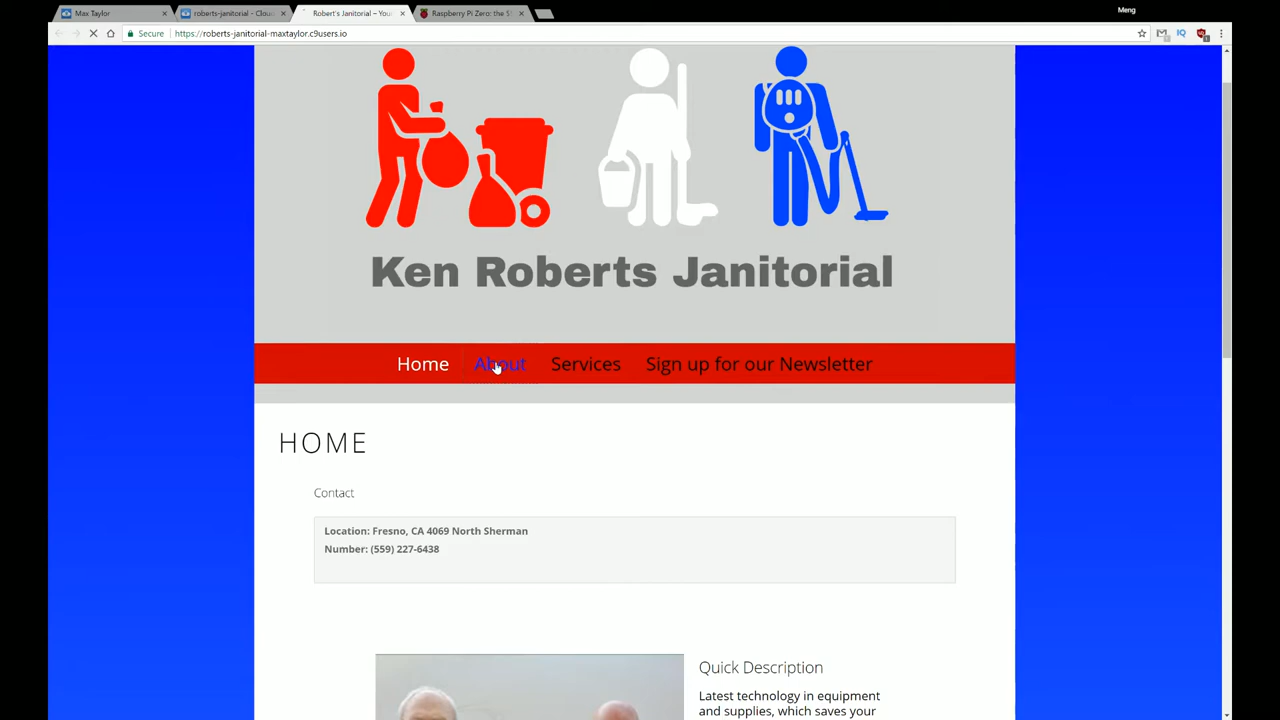 Meng
Max Taylor
roberts-janitorial - Clou
Robert's Janitorial – You
Raspberry Pi Zero: the $
Secure
https://roberts-janitorial-maxtaylor.c9users.io
IQ
Ken Roberts Janitorial
Home About Services Sign up for our Newsletter
HOME
Contact
Location: Fresno, CA 4069 North Sherman
Number: (559) 227-6438
Quick Description
Latest technology in equipment
and supplies, which saves your